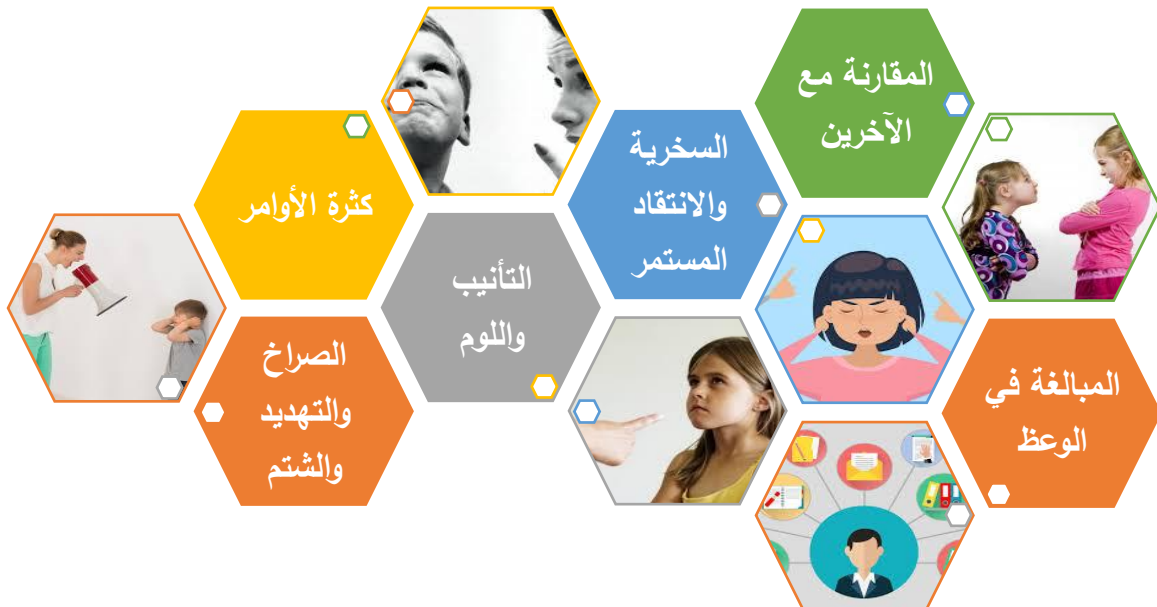 المقارنة مع
الآخرين
السخرية
والانتقاد
المستمر
كثرة الأوامر
التأنيب
واللوم
المبالغة في
الوعظ
الصراخ
والتهديد
والشتم